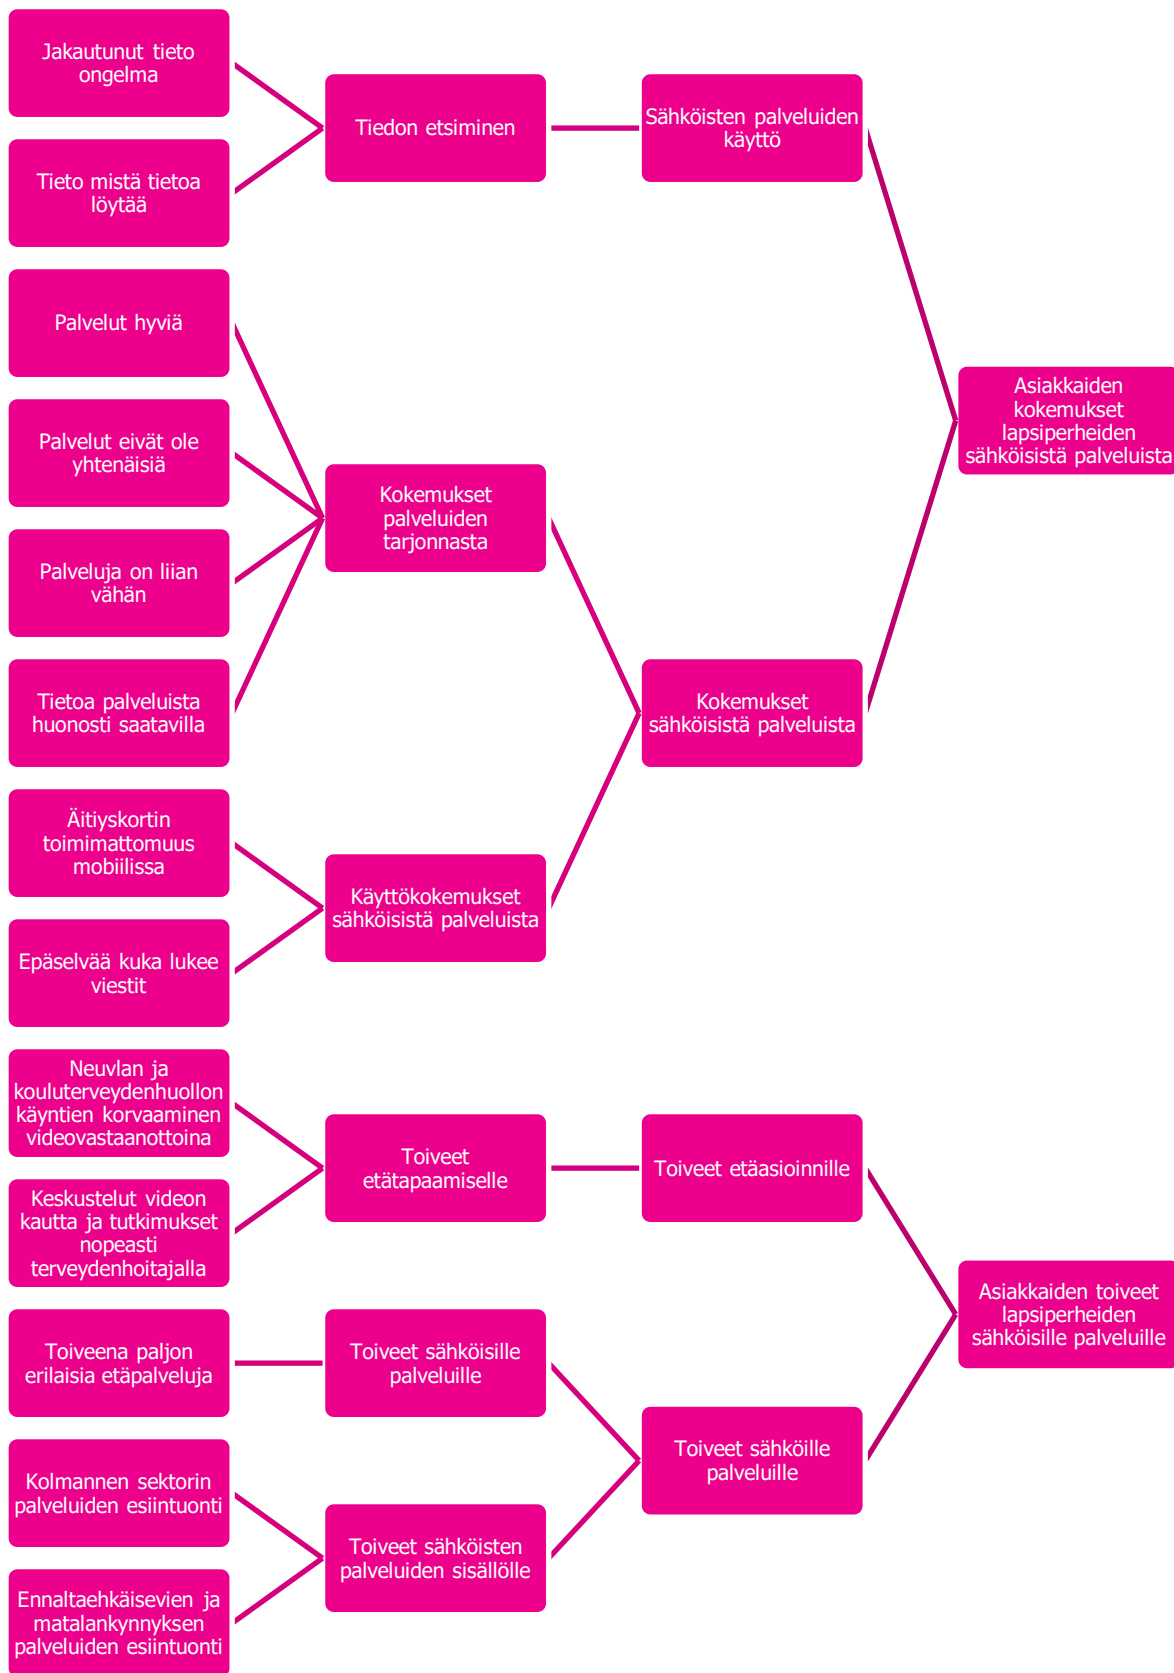 Jakautunut tieto
ongelma
Tieto mistä tietoa
löytää
Palvelut hyviä
Palvelut eivät ole
yhtenäisiä
Palveluja on liian
vähän
Tietoa palveluista
huonosti saatavilla
Äitiyskortin
toimimattomuus
mobiilissa
Epäselvää kuka lukee
viestit
Neuvlan ja
kouluterveydenhuollon
käyntien korvaaminen
videovastaanottoina
Keskustelut videon
kautta ja tutkimukset
nopeasti
terveydenhoitajalla
Toiveena paljon
erilaisia etäpalveluja
Kolmannen sektorin
palveluiden esiintuonti
Ennaltaehkäisevien ja
matalankynnyksen
palveluiden esiintuonti
Tiedon etsiminen
Kokemukset
palveluiden
tarjonnasta
Käyttökokemukset
sähköisistä palveluista
Toiveet
etätapaamiselle
Toiveet sähköisille
palveluille
Toiveet sähköisten
palveluiden sisällölle
Sähköisten palveluiden
käyttö
Kokemukset
sähköisistä palveluista
Toiveet etäasioinnille
Toiveet sähköille
palveluille
Asiakkaiden
kokemukset
lapsiperheiden
sähköisistä palveluista
Asiakkaiden toiveet
lapsiperheiden
sähköisille palveluille